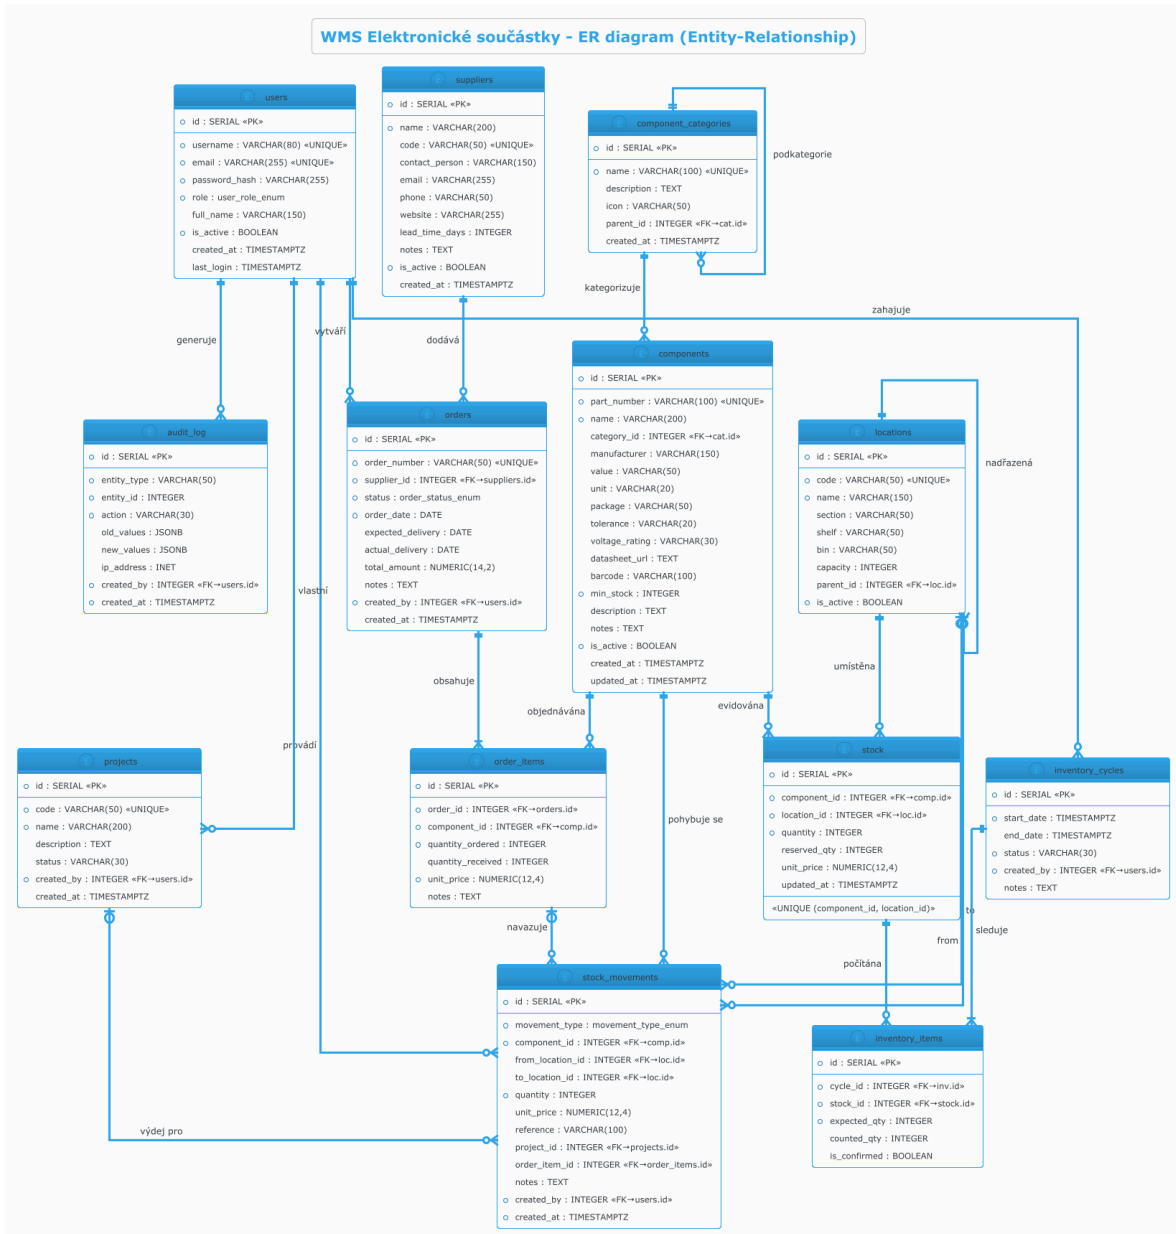 WMS Elektronické součástky - ER diagram (Entity-Relationship)
users
id : SERIAL «PK»
username : VARCHAR(80) «UNIQUE»
email : VARCHAR(255) «UNIQUE»
password_hash : VARCHAR(255)
role : user_role_enum
full_name : VARCHAR(150)
is_active : BOOLEAN
created_at : TIMESTAMPTZ
last_login : TIMESTAMPTZ
suppliers
id : SERIAL «PK»
name : VARCHAR(200)
code : VARCHAR(50) «UNIQUE»
contact_person : VARCHAR(150)
email : VARCHAR(255)
phone : VARCHAR(50)
website : VARCHAR(255)
lead_time_days : INTEGER
notes : TEXT
is_active : BOOLEAN
created_at : TIMESTAMPTZ
component_categories
id : SERIAL «PK»
name : VARCHAR(100) «UNIQUE»
description : TEXT
icon : VARCHAR(50)
parent_id : INTEGER «FK→cat.id»
created_at : TIMESTAMPTZ
podkategorie
kategorizuje
zahajuje
generuje
vytváří
dodává
audit_log
id : SERIAL «PK»
entity_type : VARCHAR(50)
entity_id : INTEGER
action : VARCHAR(30)
old_values : JSONB
new_values : JSONB
ip_address : INET
created_by : INTEGER «FK→users.id»
created_at : TIMESTAMPTZ
vlastní
orders
id : SERIAL «PK»
order_number : VARCHAR(50) «UNIQUE»
supplier_id : INTEGER «FK→suppliers.id»
status : order_status_enum
order_date : DATE
expected_delivery : DATE
actual_delivery : DATE
total_amount : NUMERIC(14,2)
notes : TEXT
created_by : INTEGER «FK→users.id»
created_at : TIMESTAMPTZ
components
id : SERIAL «PK»
part_number : VARCHAR(100) «UNIQUE»
name : VARCHAR(200)
category_id : INTEGER «FK→cat.id»
manufacturer : VARCHAR(150)
value : VARCHAR(50)
unit : VARCHAR(20)
package : VARCHAR(50)
tolerance : VARCHAR(20)
voltage_rating : VARCHAR(30)
datasheet_url : TEXT
barcode : VARCHAR(100)
min_stock : INTEGER
description : TEXT
notes : TEXT
is_active : BOOLEAN
created_at : TIMESTAMPTZ
updated_at : TIMESTAMPTZ
locations
id : SERIAL «PK»
code : VARCHAR(50) «UNIQUE»
name : VARCHAR(150)
section : VARCHAR(50)
shelf : VARCHAR(50)
bin : VARCHAR(50)
capacity : INTEGER
parent_id : INTEGER «FK→loc.id»
is_active : BOOLEAN
nadřazená
obsahuje
objednávána
evidována
umístěna
provádí
projects
id : SERIAL «PK»
code : VARCHAR(50) «UNIQUE»
name : VARCHAR(200)
description : TEXT
status : VARCHAR(30)
created_by : INTEGER «FK→users.id»
created_at : TIMESTAMPTZ
order_items
id : SERIAL «PK»
order_id : INTEGER «FK→orders.id»
component_id : INTEGER «FK→comp.id»
quantity_ordered : INTEGER
quantity_received : INTEGER
unit_price : NUMERIC(12,4)
notes : TEXT
pohybuje se
stock
id : SERIAL «PK»
component_id : INTEGER «FK→comp.id»
location_id : INTEGER «FK→loc.id»
quantity : INTEGER
reserved_qty : INTEGER
unit_price : NUMERIC(12,4)
updated_at : TIMESTAMPTZ
«UNIQUE (component_id, location_id)»
inventory_cycles
id : SERIAL «PK»
start_date : TIMESTAMPTZ
end_date : TIMESTAMPTZ
status : VARCHAR(30)
created_by : INTEGER «FK→users.id»
notes : TEXT
to
from
sleduje
navazuje
počítána
stock_movements
id : SERIAL «PK»
movement_type : movement_type_enum
component_id : INTEGER «FK→comp.id»
from_location_id : INTEGER «FK→loc.id»
to_location_id : INTEGER «FK→loc.id»
quantity : INTEGER
unit_price : NUMERIC(12,4)
reference : VARCHAR(100)
project_id : INTEGER «FK→projects.id»
order_item_id : INTEGER «FK→order_items.id»
notes : TEXT
created_by : INTEGER «FK→users.id»
created_at : TIMESTAMPTZ
výdej pro
inventory_items
id : SERIAL «PK»
cycle_id : INTEGER «FK→inv.id»
stock_id : INTEGER «FK→stock.id»
expected_qty : INTEGER
counted_qty : INTEGER
is_confirmed : BOOLEAN